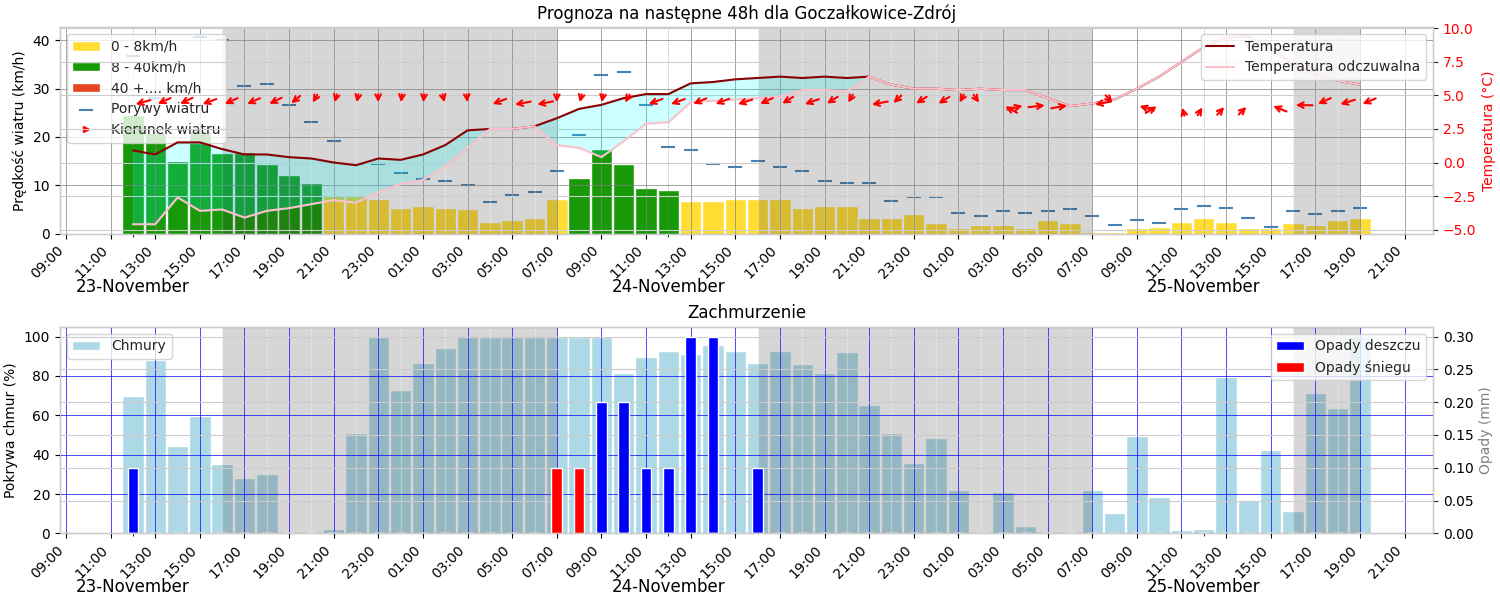 Prognoza na następne 48h dla Goczałkowice-Zdrój
Prędkość wiatru (km/h)
40
30
20
10
0
0 - 8km/h
8 - 40km/h
40 +.... km/h
Porywy wiatru
Kierunek wiatru
Temperatura
Temperatura odczuwalna
10.0
7.5
5.0
2.5
0.0
−2.5
−5.0
Temperatura (°C)
09:00 11:00 13:00 15:00 17:00 19:00 21:00 23:00 01:00 03:00 05:00 07:00 09:00 11:00 13:00 15:00 17:00 19:00 21:00 23:00 01:00 03:00 05:00 07:00 09:00 11:00 13:00 15:00 17:00 19:00 21:00
23-November 24-November 25-November
Zachmurzenie
Pokrywa chmur (%)
100
80
60
40
20
0
Chmury
Opady deszczu
Opady śniegu
0.30
0.25
0.20
0.15
0.10
0.05
0.00
Opady (mm)
09:00 11:00 13:00 15:00 17:00 19:00 21:00 23:00 01:00 03:00 05:00 07:00 09:00 11:00 13:00 15:00 17:00 19:00 21:00 23:00 01:00 03:00 05:00 07:00 09:00 11:00 13:00 15:00 17:00 19:00 21:00
23-November 24-November 25-November